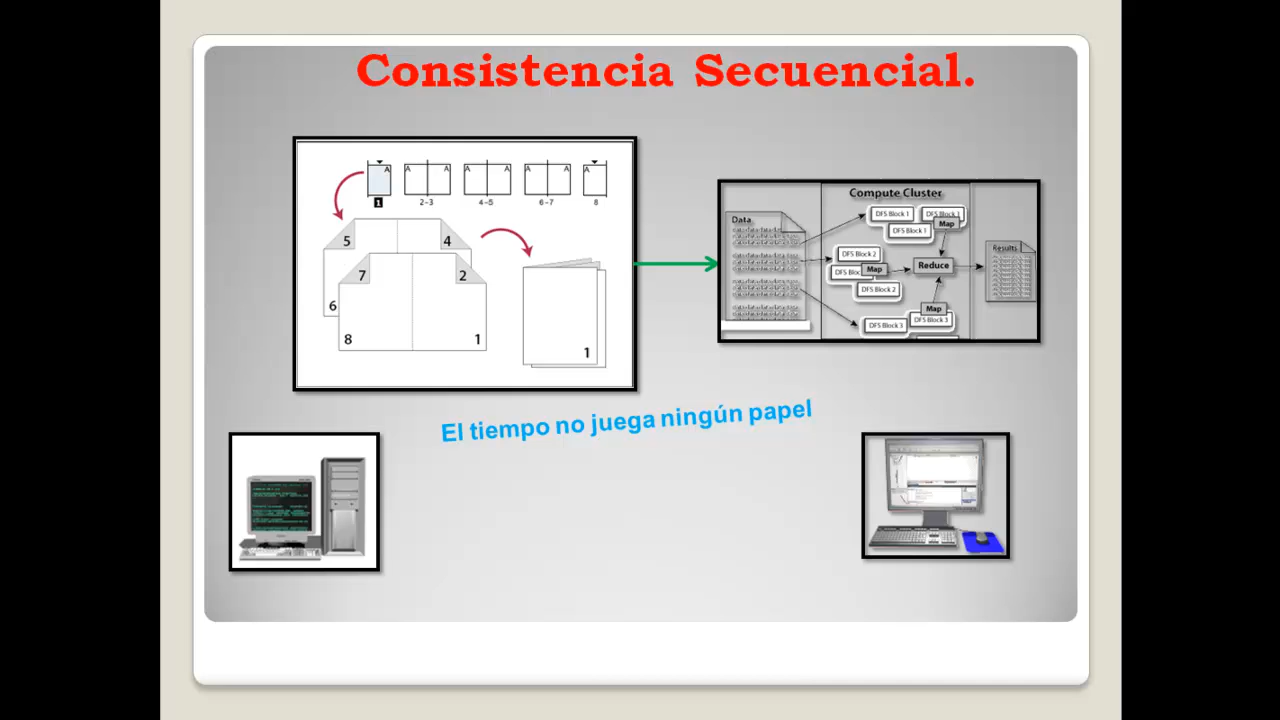 Consistencia Secuencial.
A A A A A A A A
1 2-3 4-5 6-7 8
5 4
7 2
6
8 1
1
Compute Cluster
Data
DFS Block 1
DFS Block 1
DFS Block 1
Map
DFS Block 2
DFS Bloc
Map
DFS Block 2
Reduce
Results
Map
DFS Block 3
DFS Block 3
El tiempo no juega ningún papel